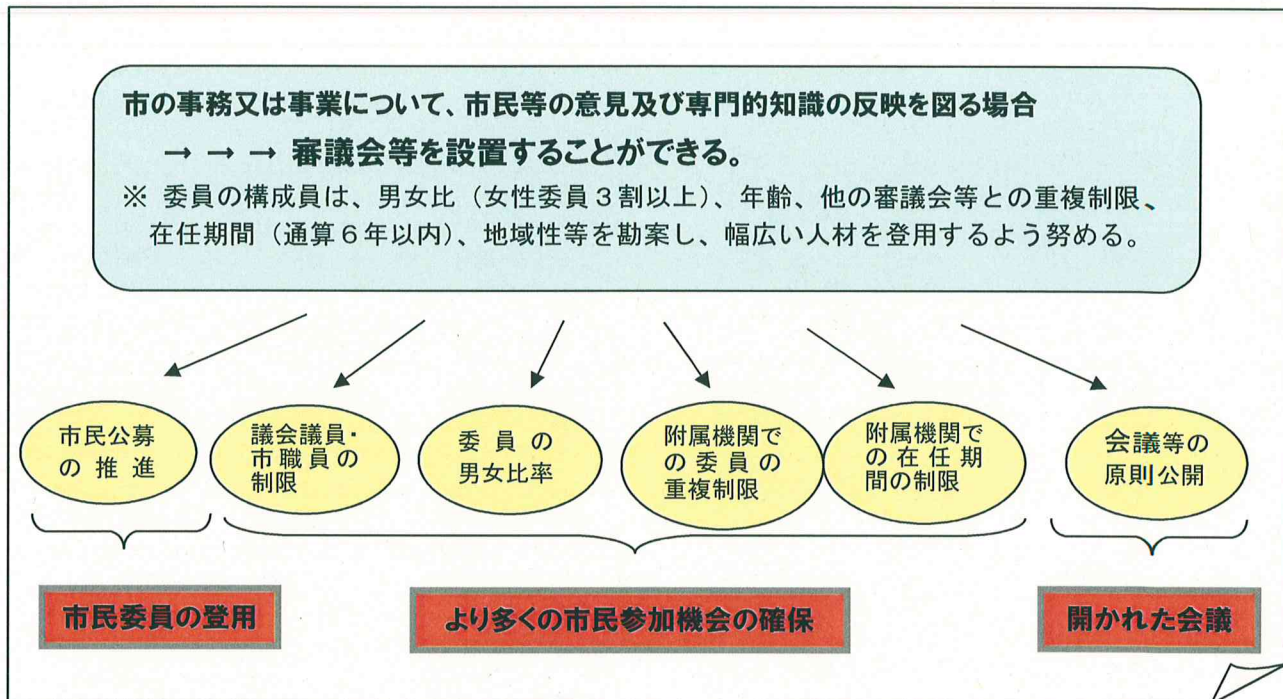 市の事務又は事業について、市民等の意見及び専門的知識の反映を図る場合
→ → → 審議会等を設置することができる。
※ 委員の構成員は、男女比（女性委員３割以上）、年齢、他の審議会等との重複制限、
在任期間（通算６年以内）、地域性等を勘案し、幅広い人材を登用するよう努める。
市民公募
の 推 進
議会議員・
市職員の
制限
委 員 の
男女比率
附属機関で
の 委 員 の
重複制限
附属機関で
の 在 任 期
間の制限
会議等の
原則公開
市民委員の登用
より多くの市民参加機会の確保
開かれた会議